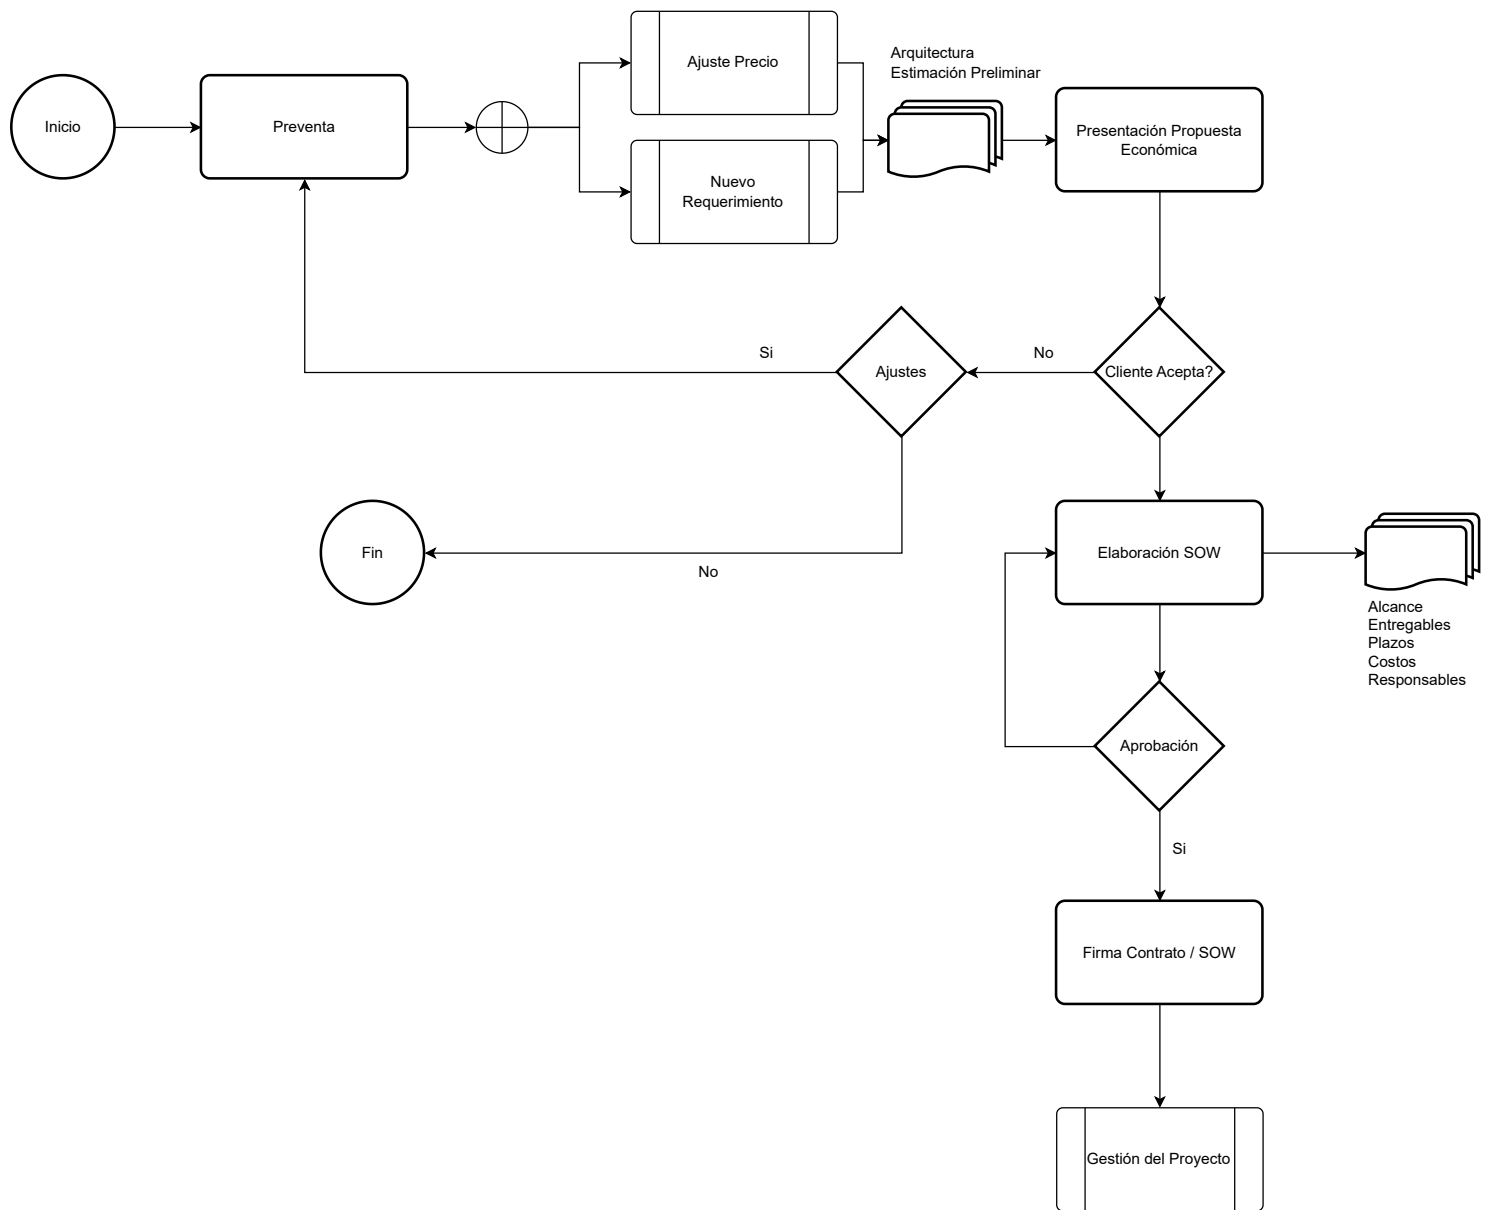 Inicio
Preventa
Ajuste Precio
Nuevo
Requerimiento
Arquitectura
Estimación Preliminar
Presentación Propuesta
Económica
Cliente Acepta?
No
Ajustes
Si
No
Fin
Elaboración SOW
Alcance
Entregables
Plazos
Costos
Responsables
Aprobación
Si
Firma Contrato / SOW
Gestión del Proyecto